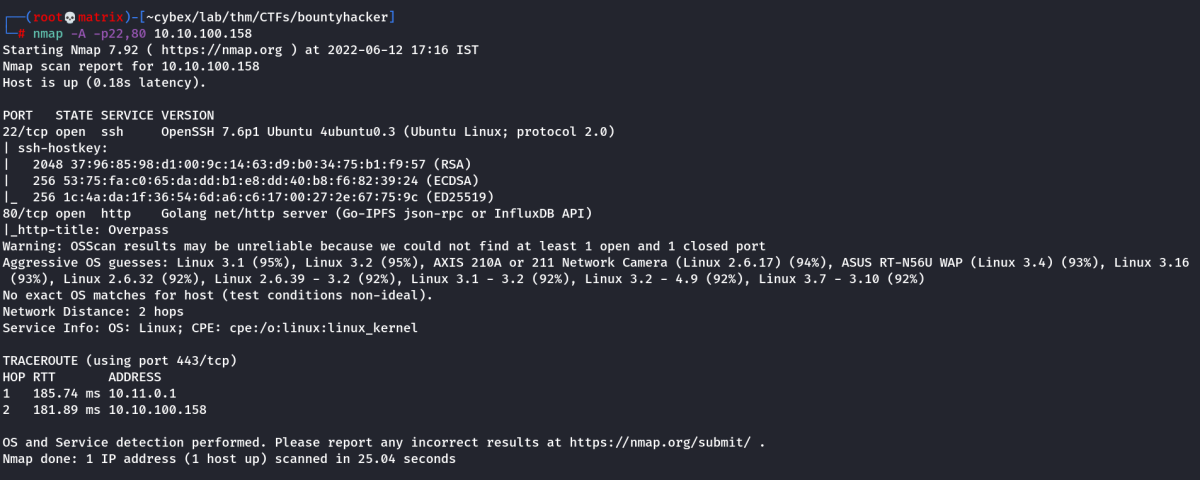 ┌──(root💀matrix)-[~cybex/lab/thm/CTFs/bountyhacker]
└─# nmap -A -p22,80 10.10.100.158
Starting Nmap 7.92 ( https://nmap.org ) at 2022-06-12 17:16 IST
Nmap scan report for 10.10.100.158
Host is up (0.18s latency).

PORT   STATE SERVICE VERSION
22/tcp open  ssh     OpenSSH 7.6p1 Ubuntu 4ubuntu0.3 (Ubuntu Linux; protocol 2.0)
| ssh-hostkey:
|   2048 37:96:85:98:d1:00:9c:14:63:d9:b0:34:75:b1:f9:57 (RSA)
|   256 53:75:fa:c0:65:da:dd:b1:e8:dd:40:b8:f6:82:39:24 (ECDSA)
|_  256 1c:4a:da:1f:36:54:6d:a6:c6:17:00:27:2e:67:75:9c (ED25519)
80/tcp open  http    Golang net/http server (Go-IPFS json-rpc or InfluxDB API)
|_http-title: Overpass
Warning: OSScan results may be unreliable because we could not find at least 1 open and 1 closed port
Aggressive OS guesses: Linux 3.1 (95%), Linux 3.2 (95%), AXIS 210A or 211 Network Camera (Linux 2.6.17) (94%), ASUS RT-N56U WAP (Linux 3.4) (93%), Linux 3.16
 (93%), Linux 2.6.32 (92%), Linux 2.6.39 - 3.2 (92%), Linux 3.1 - 3.2 (92%), Linux 3.2 - 4.9 (92%), Linux 3.7 - 3.10 (92%)
No exact OS matches for host (test conditions non-ideal).
Network Distance: 2 hops
Service Info: OS: Linux; CPE: cpe:/o:linux:linux_kernel

TRACEROUTE (using port 443/tcp)
HOP RTT       ADDRESS
1   185.74 ms 10.11.0.1
2   181.89 ms 10.10.100.158

OS and Service detection performed. Please report any incorrect results at https://nmap.org/submit/ .
Nmap done: 1 IP address (1 host up) scanned in 25.04 seconds